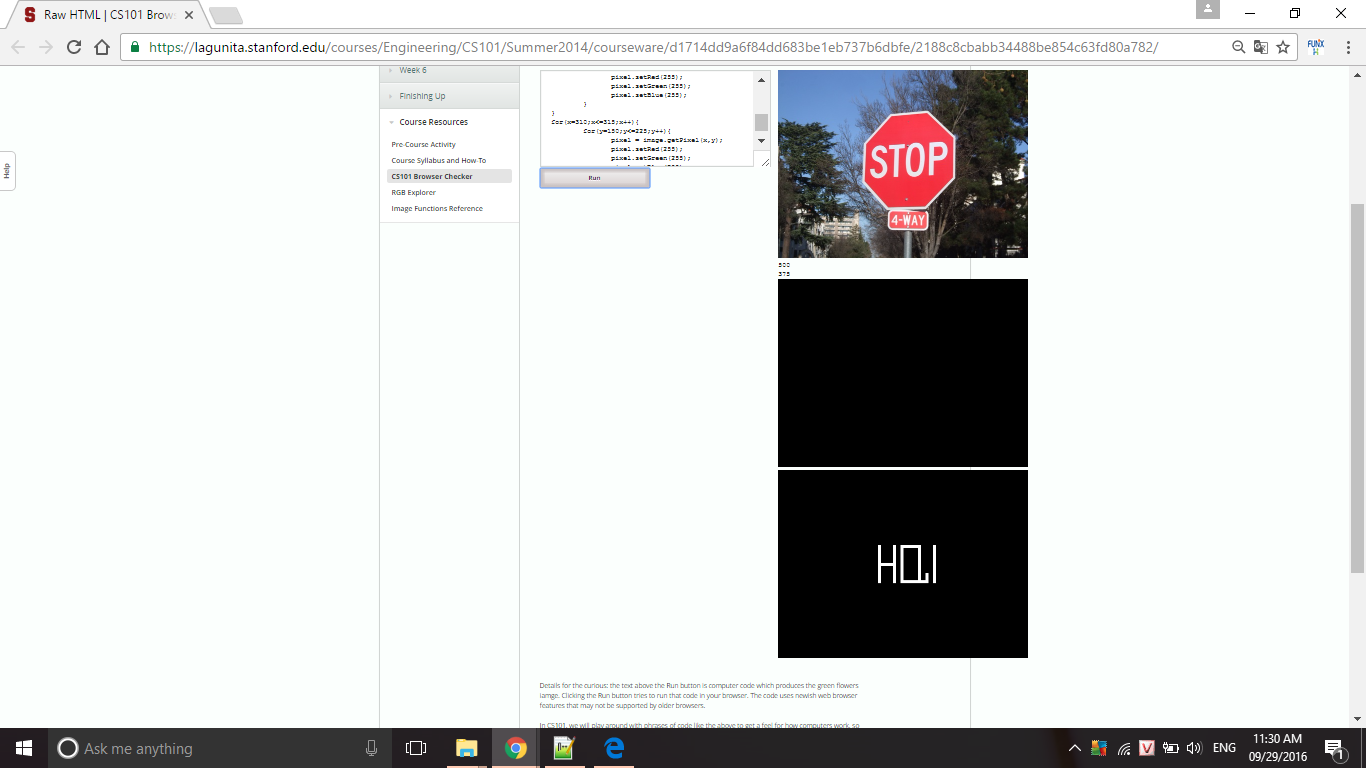 Raw HTML | CS101 Brow
https://lagunita.stanford.edu/courses/Engineering/CS101/Summer2014/courseware/d1714dd9a6f84dd683be1eb737b6dbfe/2188c8cbabb34488be854c63fd80a782/
FUNX
Help
Week 6
Finishing Up
Course Resources
Pre-Course Activity
Course Syllabus and How-To
CS101 Browser Checker
RGB Explorer
Image Functions Reference
pixel.setRed(255);
pixel.setGreen(255);
pixel.setBlue(255);
}
}
for(x=310;x<=315;x++){
for(y=150;y<=225;y++){
pixel = image.getPixel(x,y);
pixel.setRed(255);
pixel.setGreen(255);
Run
STOP
4-WAY
500
375
Details for the curious: the text above the Run button is computer code which produces the green flowers
iamge. Clicking the Run button tries to run that code in your browser. The code uses newish web browser
features that may not be supported by older browsers.
In CS101, we will play around with phrases of code like the above to get a feel for how computers work, so
Ask me anything
ENG
11:30 AM
09/29/2016
1